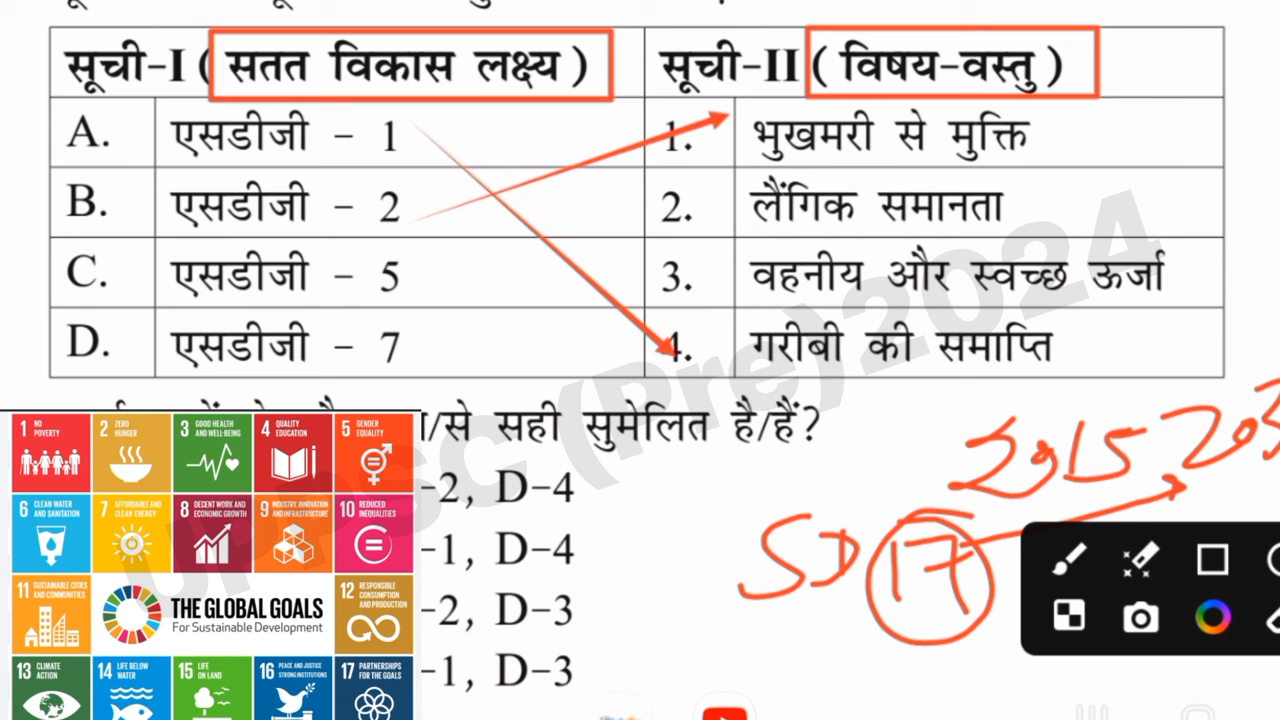 सूची-I ( सतत विकास लक्ष्य ) सूची-II ( विषय-वस्तु )
A. एसडीजी - 1 1. भुखमरी से मुक्ति
B. एसडीजी - 2 2. लैंगिक समानता
C. एसडीजी - 5 3. वहनीय और स्वच्छ ऊर्जा
D. एसडीजी - 7 4. गरीबी की समाप्ति
UPPSC (Pre) 2024
/से सही सुमेलित है/हैं?
-2, D-4
-1, D-4
-2, D-3
-1, D-3
2015
SD 17
1 NO POVERTY
2 ZERO HUNGER
3 GOOD HEALTH AND WELL-BEING
4 QUALITY EDUCATION
5 GENDER EQUALITY
6 CLEAN WATER AND SANITATION
7 AFFORDABLE AND CLEAN ENERGY
8 DECENT WORK AND ECONOMIC GROWTH
9 INDUSTRY, INNOVATION AND INFRASTRUCTURE
10 REDUCED INEQUALITIES
11 SUSTAINABLE CITIES AND COMMUNITIES
THE GLOBAL GOALS
For Sustainable Development
12 RESPONSIBLE CONSUMPTION AND PRODUCTION
13 CLIMATE ACTION
14 LIFE BELOW WATER
15 LIFE ON LAND
16 PEACE AND JUSTICE STRONG INSTITUTIONS
17 PARTNERSHIPS FOR THE GOALS